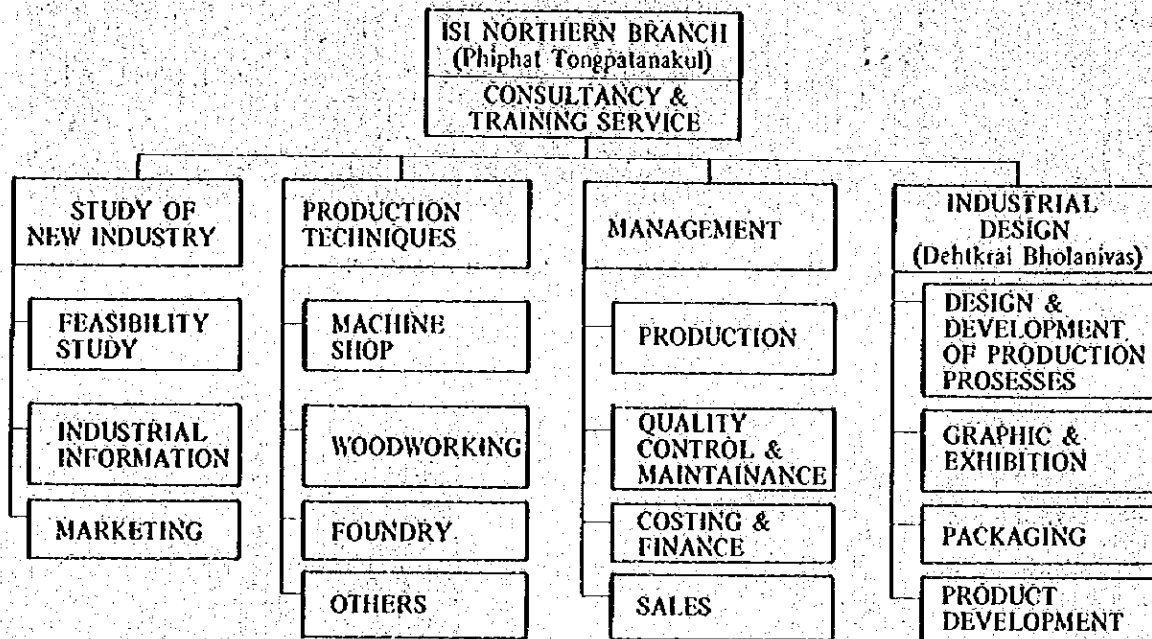 ISI NORTHERN BRANCH
(Phiphat Tongpatanakul)
CONSULTANCY &
TRAINING SERVICE
STUDY OF
NEW INDUSTRY
FEASIBILITY
STUDY
INDUSTRIAL
INFORMATION
MARKETING
PRODUCTION
TECHNIQUES
MACHINE
SHOP
WOODWORKING
FOUNDRY
OTHERS
MANAGEMENT
PRODUCTION
QUALITY
CONTROL &
MAINTAINANCE
COSTING &
FINANCE
SALES
INDUSTRIAL
DESIGN
(Dehtkrai Bholanivas)
DESIGN &
DEVELOPMENT
OF PRODUCTION
PROSESSES
GRAPHIC &
EXHIBITION
PACKAGING
PRODUCT
DEVELOPMENT